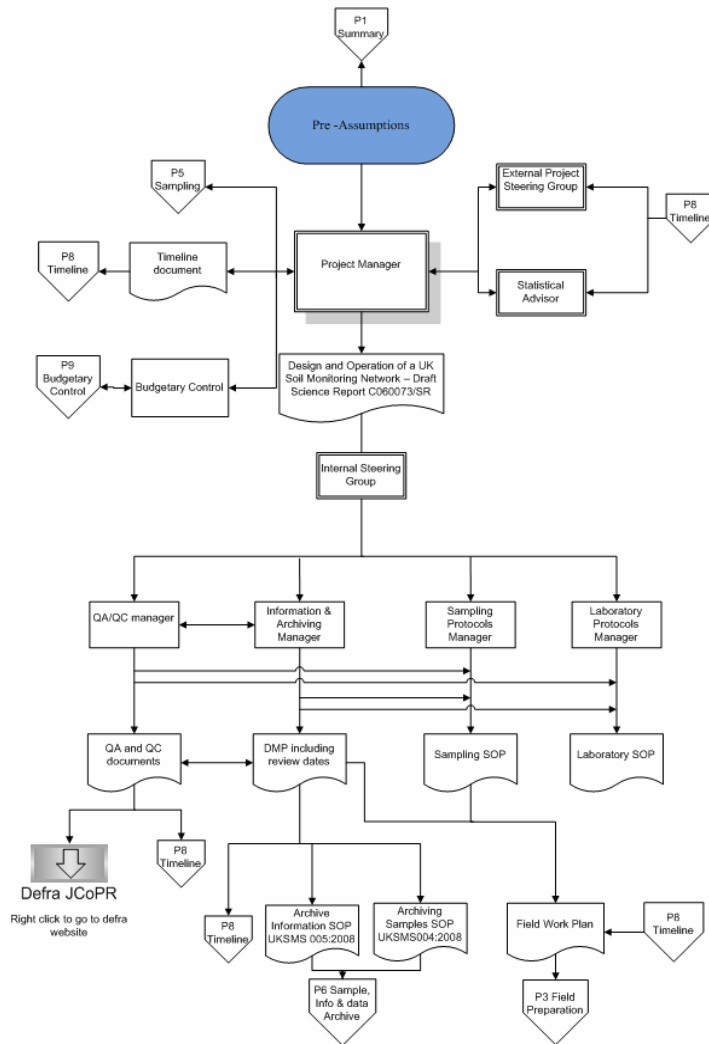 P1
Summary
Pre -Assumptions
P5
Sampling
External Project
Steering Group
P8
Timeline
P8
Timeline
Timeline
document
Project Manager
Statistical
Advisor
P9
Budgetary
Control
Budgetary Control
Design and Operation of a UK
Soil Monitoring Network – Draft
Science Report C060073/SR
Internal Steering
Group
QA/QC manager
Information &
Archiving
Manager
Sampling
Protocols
Manager
Laboratory
Protocols
Manager
QA and QC
documents
DMP including
review dates
Sampling SOP
Laboratory SOP
P8
Timeline
Defra JCoPR
Right click to go to defra
website
P8
Timeline
Archive
Information SOP
UKSMS 005:2008
Archiving
Samples SOP
UKSMS004:2008
Field Work Plan
P8
Timeline
P6 Sample,
Info & data
Archive
P3 Field
Preparation